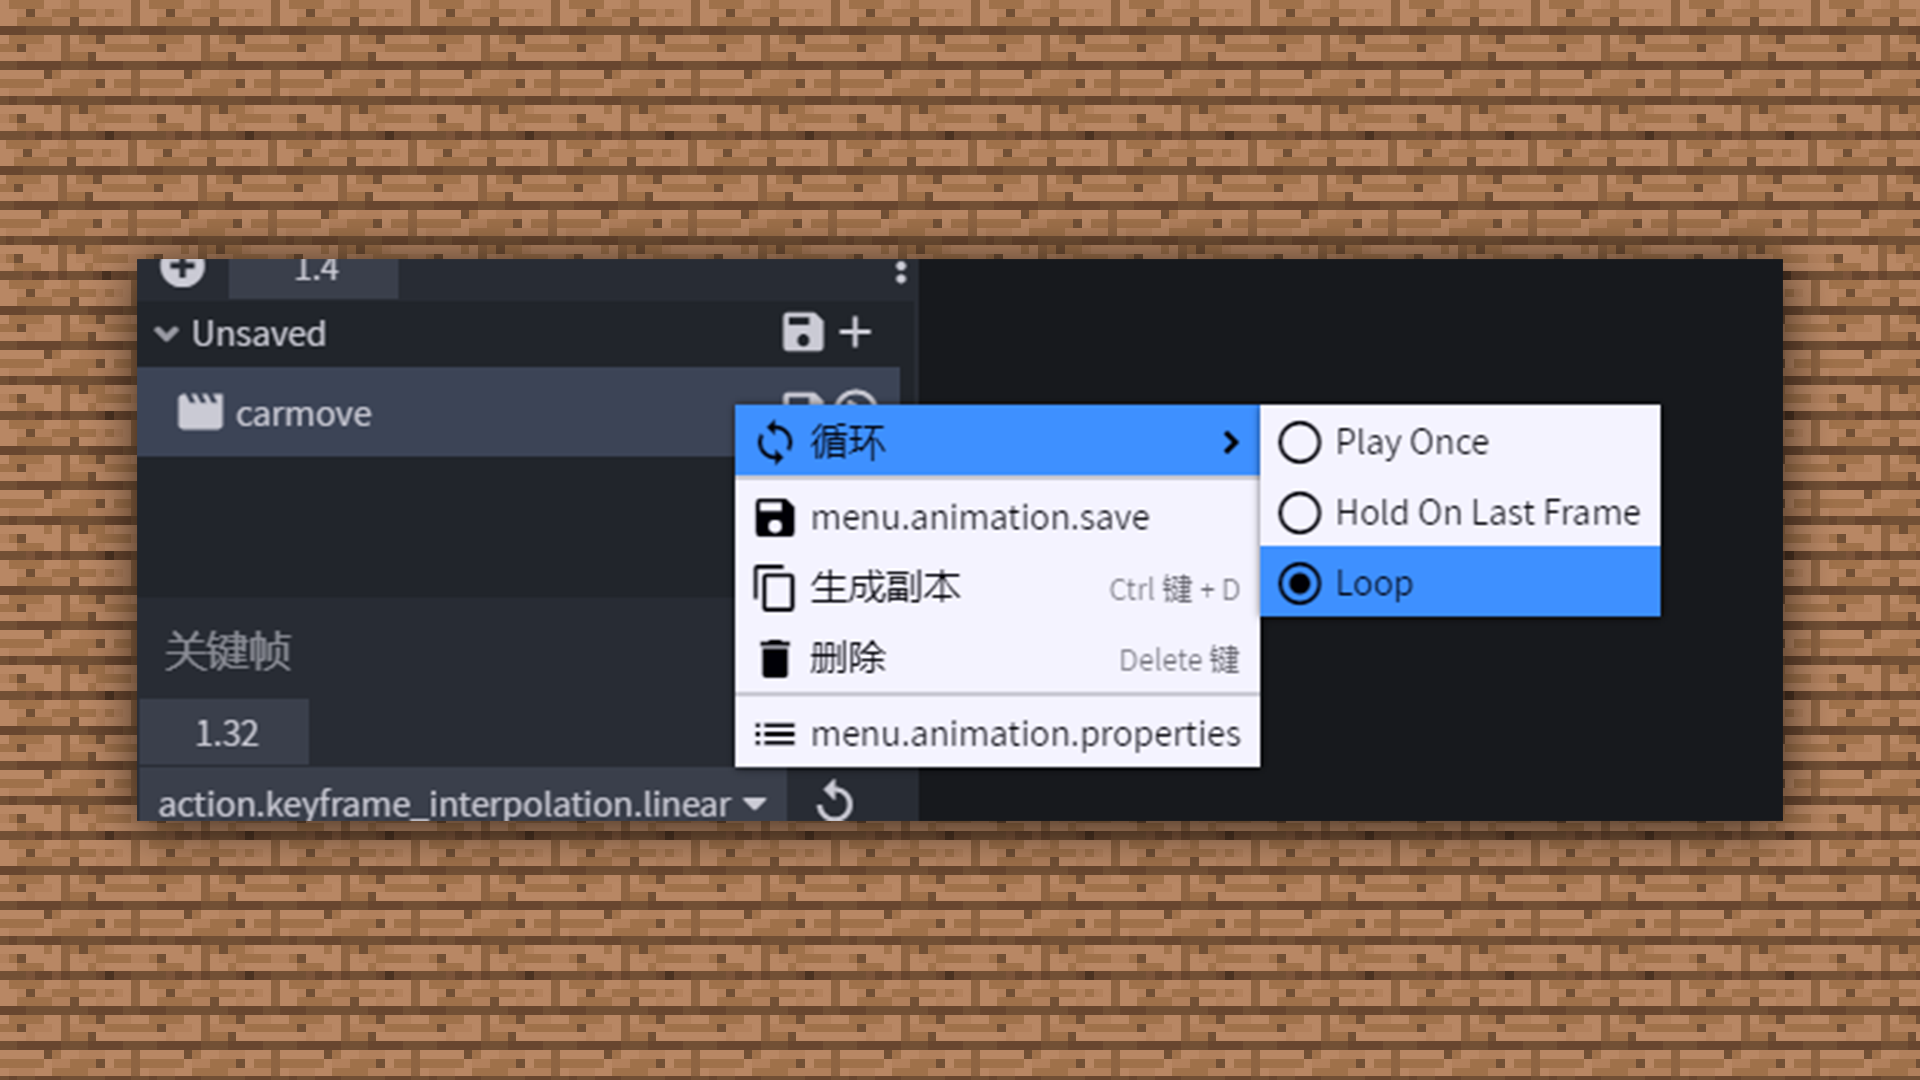 1.4
Unsaved
carmove
循环
Play Once
Hold On Last Frame
menu.animation.save
Loop
生成副本 Ctrl 键 + D
删除 Delete 键
关键帧
1.32
menu.animation.properties
action.keyframe_interpolation.linear